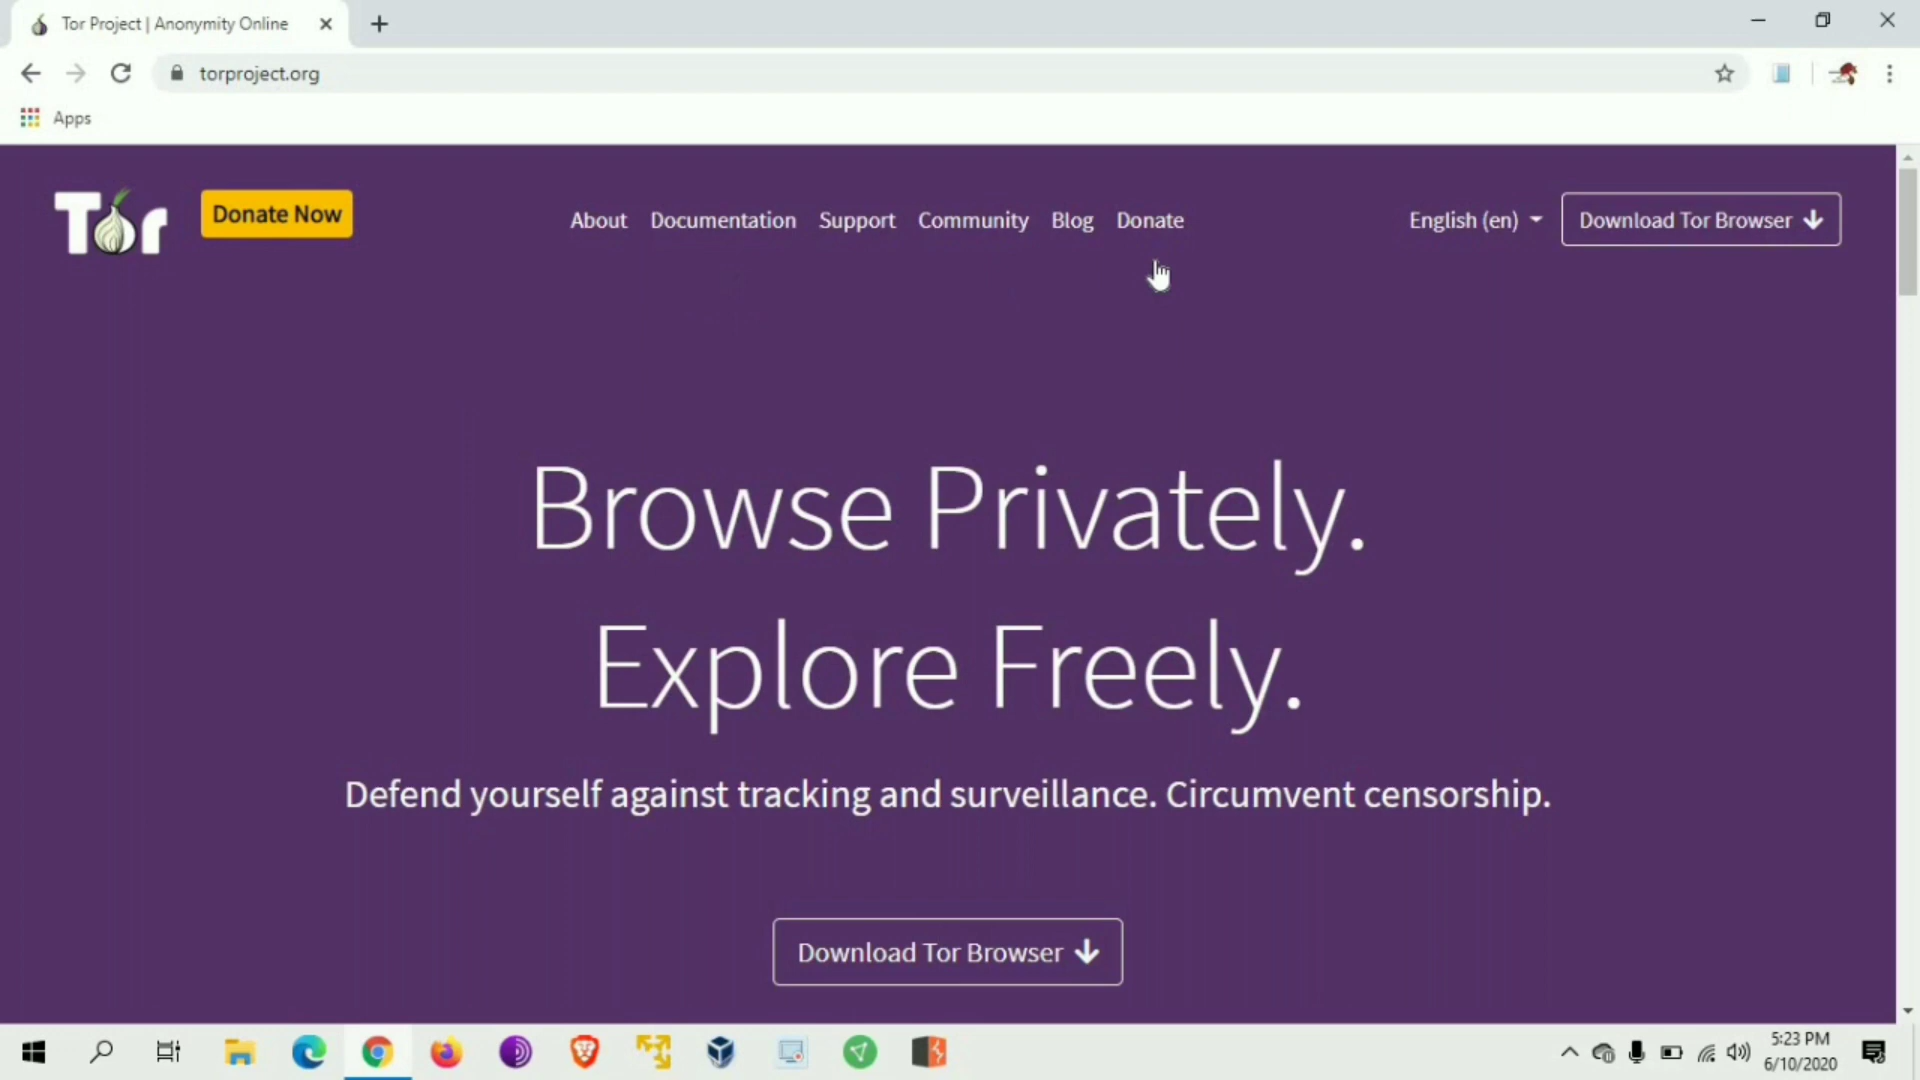 Tor Project | Anonymity Online
torproject.org
Apps
Tor
Donate Now
About Documentation Support Community Blog Donate
English (en)
Download Tor Browser
Browse Privately.
Explore Freely.
Defend yourself against tracking and surveillance. Circumvent censorship.
Download Tor Browser
5:23 PM
6/10/2020